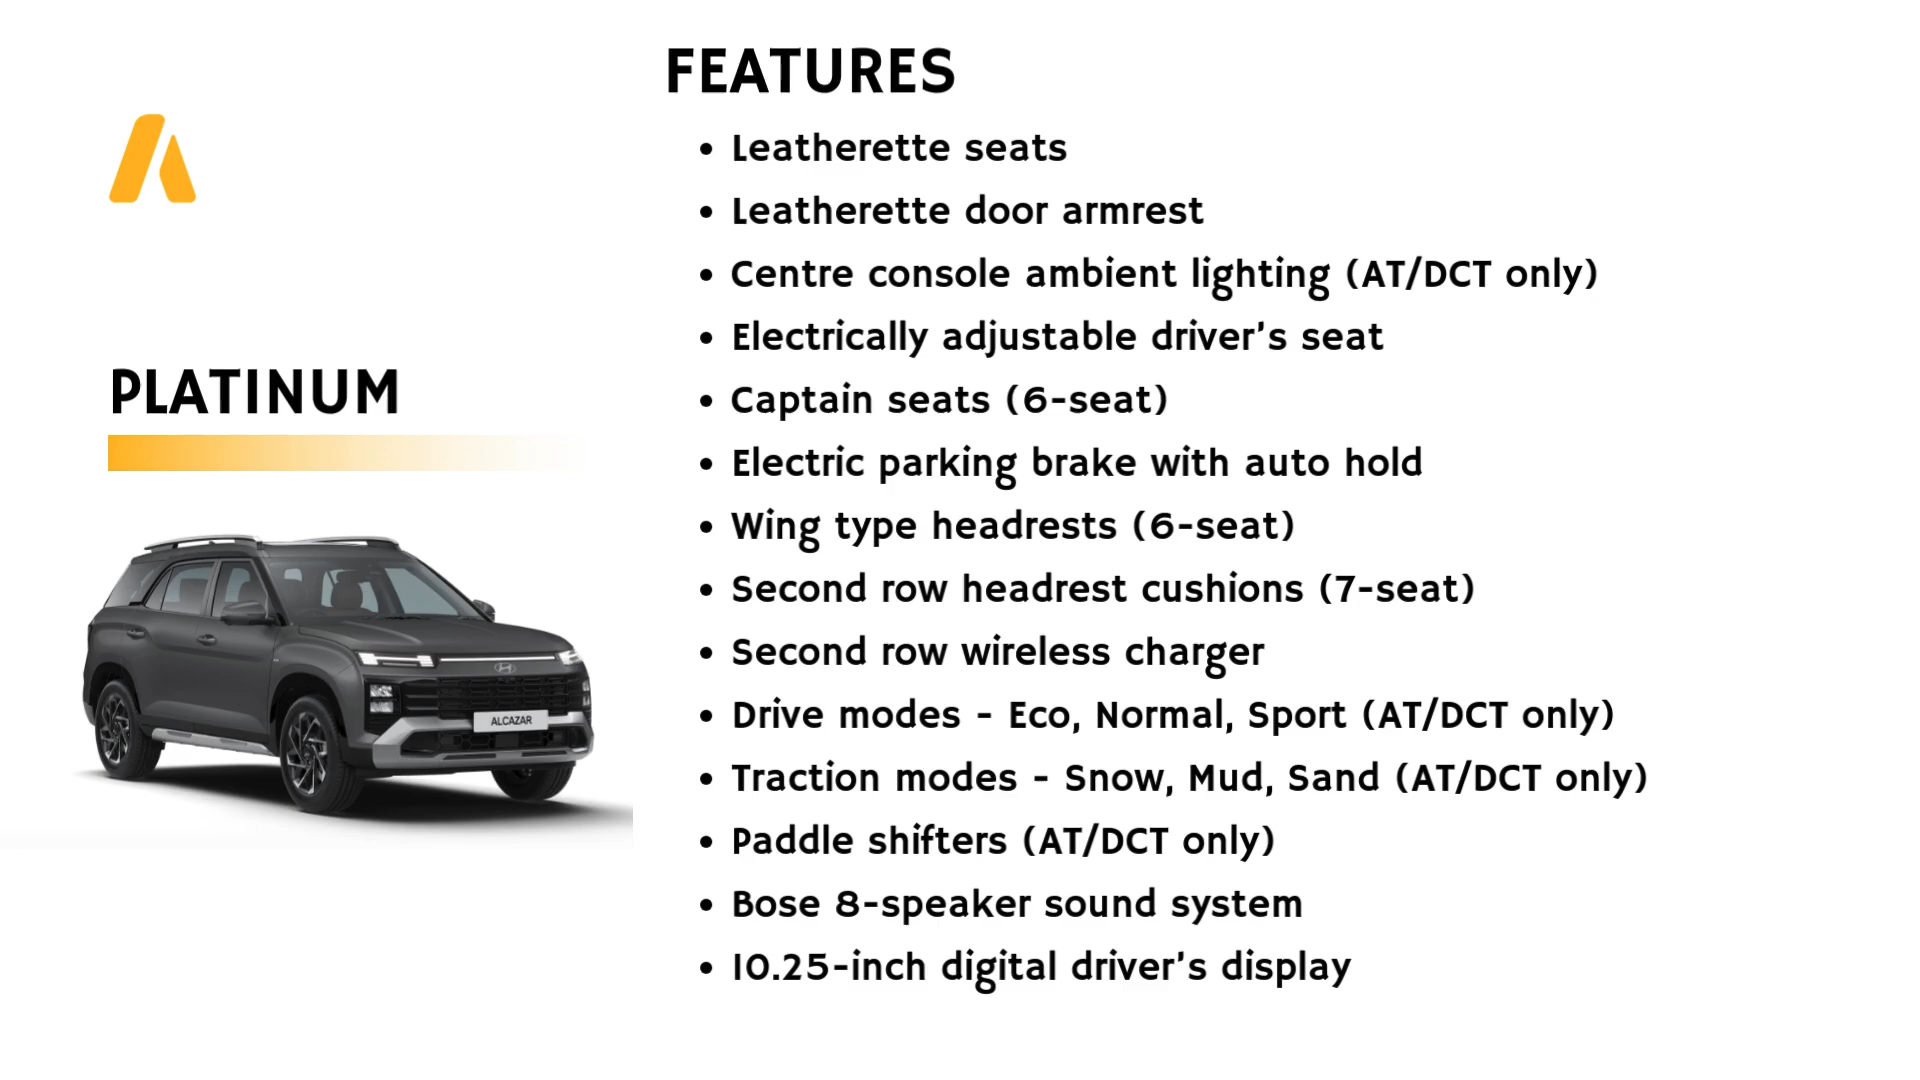 FEATURES
• Leatherette seats
• Leatherette door armrest
• Centre console ambient lighting (AT/DCT only)
• Electrically adjustable driver's seat
• Captain seats (6-seat)
• Electric parking brake with auto hold
• Wing type headrests (6-seat)
• Second row headrest cushions (7-seat)
• Second row wireless charger
• Drive modes - Eco, Normal, Sport (AT/DCT only)
• Traction modes - Snow, Mud, Sand (AT/DCT only)
• Paddle shifters (AT/DCT only)
• Bose 8-speaker sound system
• 10.25-inch digital driver's display
PLATINUM
ALCAZAR